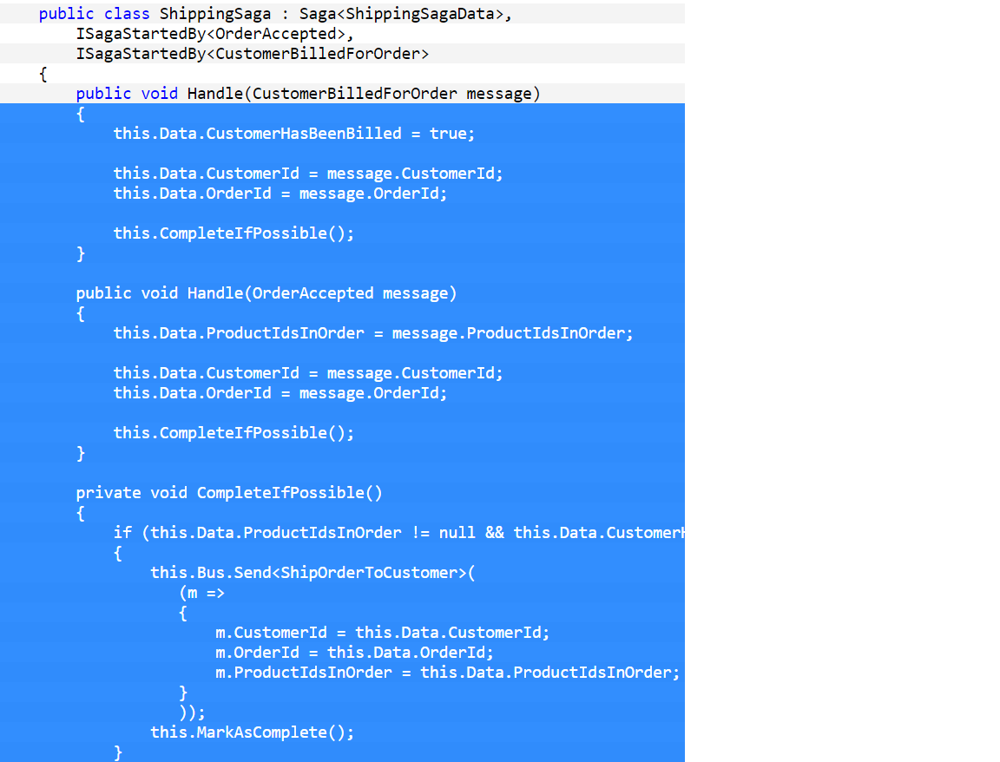 public class ShippingSaga : Saga<ShippingSagaData>,
ISagaStartedBy<OrderAccepted>,
ISagaStartedBy<CustomerBilledForOrder>
{
public void Handle(CustomerBilledForOrder message)
{
this.Data.CustomerHasBeenBilled = true;
this.Data.CustomerId = message.CustomerId;
this.Data.OrderId = message.OrderId;
this.CompleteIfPossible();
}
public void Handle(OrderAccepted message)
{
this.Data.ProductIdsInOrder = message.ProductIdsInOrder;
this.Data.CustomerId = message.CustomerId;
this.Data.OrderId = message.OrderId;
this.CompleteIfPossible();
}
private void CompleteIfPossible()
{
if (this.Data.ProductIdsInOrder != null && this.Data.Customer
{
this.Bus.Send<ShipOrderToCustomer>(
(m =>
{
m.CustomerId = this.Data.CustomerId;
m.OrderId = this.Data.OrderId;
m.ProductIdsInOrder = this.Data.ProductIdsInOrder;
}
));
this.MarkAsComplete();
}